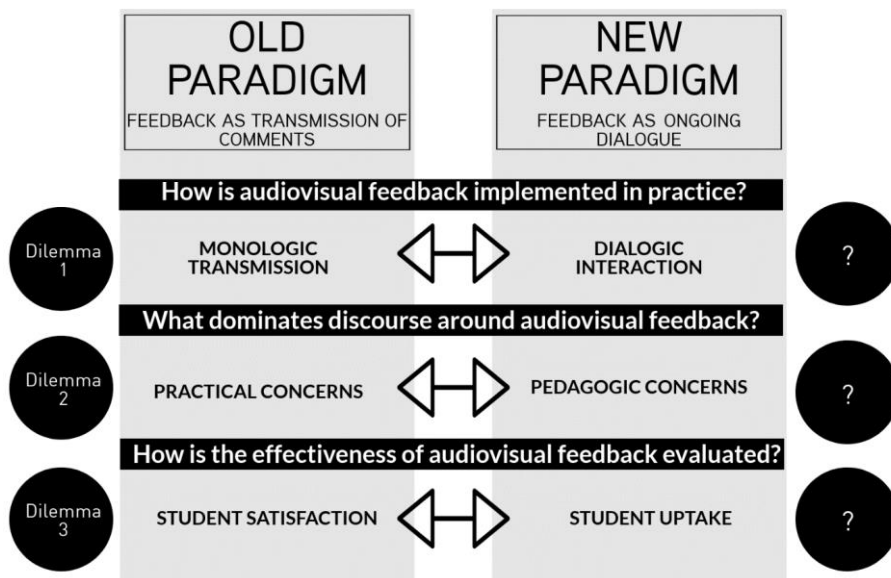 OLD
PARADIGM
FEEDBACK AS TRANSMISSION OF
COMMENTS
NEW
PARADIGM
FEEDBACK AS ONGOING
DIALOGUE
How is audiovisual feedback implemented in practice?
Dilemma
1
MONOLOGIC
TRANSMISSION
DIALOGIC
INTERACTION
?
What dominates discourse around audiovisual feedback?
Dilemma
2
PRACTICAL CONCERNS
PEDAGOGIC CONCERNS
?
How is the effectiveness of audiovisual feedback evaluated?
Dilemma
3
STUDENT SATISFACTION
STUDENT UPTAKE
?